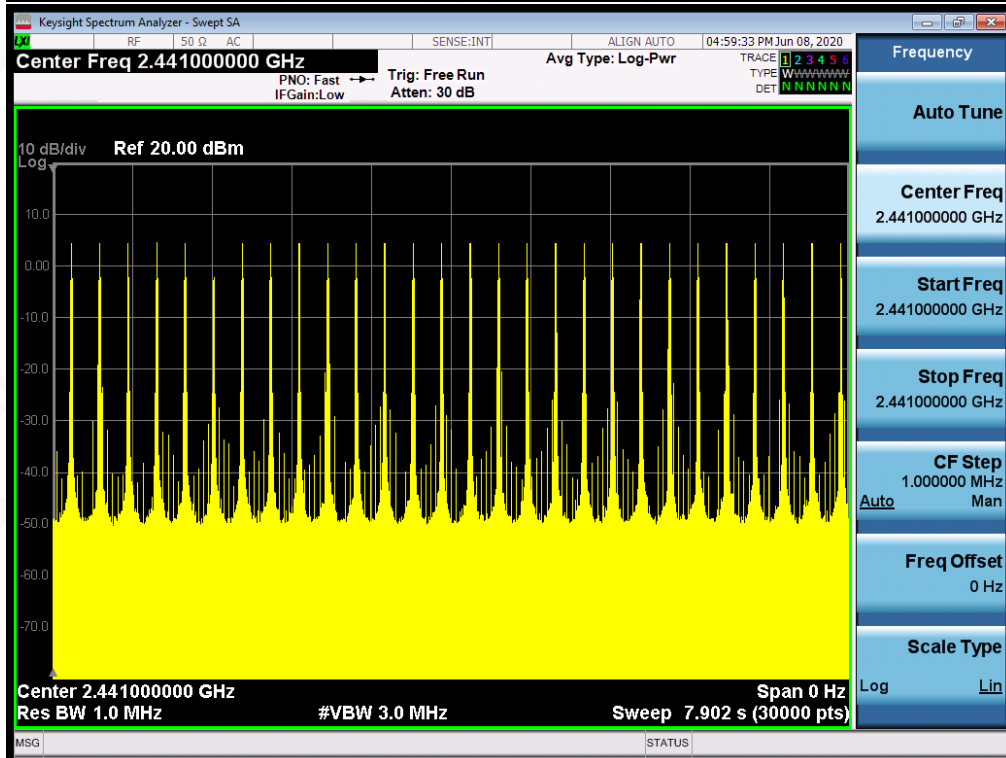 Keysight Spectrum Analyzer - Swept SA
LXI RF 50 Ω AC SENSE:INT ALIGN AUTO 04:59:33 PM Jun 08, 2020
Center Freq 2.441000000 GHz
PNO: Fast
IFGain:Low
Trig: Free Run
Atten: 30 dB
Avg Type: Log-Pwr
TRACE 1 2 3 4 5 6
TYPE WWWWWW
DET N N N N N N
10 dB/div Ref 20.00 dBm
Log
10.0
0.00
-10.0
-20.0
-30.0
-40.0
-50.0
-60.0
-70.0
Center 2.441000000 GHz Span 0 Hz
Res BW 1.0 MHz #VBW 3.0 MHz Sweep 7.902 s (30000 pts)
MSG STATUS
Frequency
Auto Tune
Center Freq
2.441000000 GHz
Start Freq
2.441000000 GHz
Stop Freq
2.441000000 GHz
CF Step
1.000000 MHz
Auto Man
Freq Offset
0 Hz
Scale Type
Log Lin